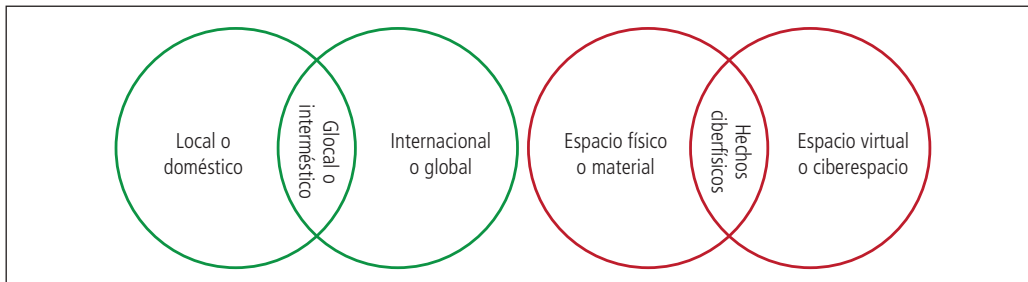 Local o
doméstico
Glocal o
interméstico
Internacional
o global
Espacio físico
o material
Hechos
ciberfísicos
Espacio virtual
o ciberespacio